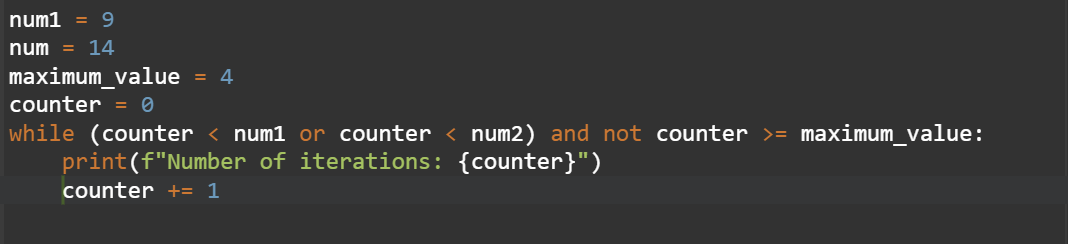 num1 = 9
num = 14
maximum_value = 4
counter = 0
while (counter < num1 or counter < num2) and not counter >= maximum_value:
    print(f"Number of iterations: {counter}")
    counter += 1